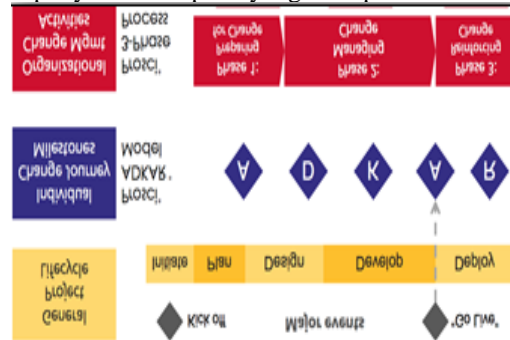 General
Project
Lifecycle
Kick off
Major events
"Go Live"
Initiate
Plan
Design
Develop
Deploy
Individual
Change Journey
Milestones
Prosci®
ADKAR®
Model
A
D
K
A
R
Organizational
Change Mgmt
Activities
Prosci®
3-Phase
Process
Phase 1:
Preparing
for Change
Phase 2:
Managing
Change
Phase 3:
Reinforcing
Change